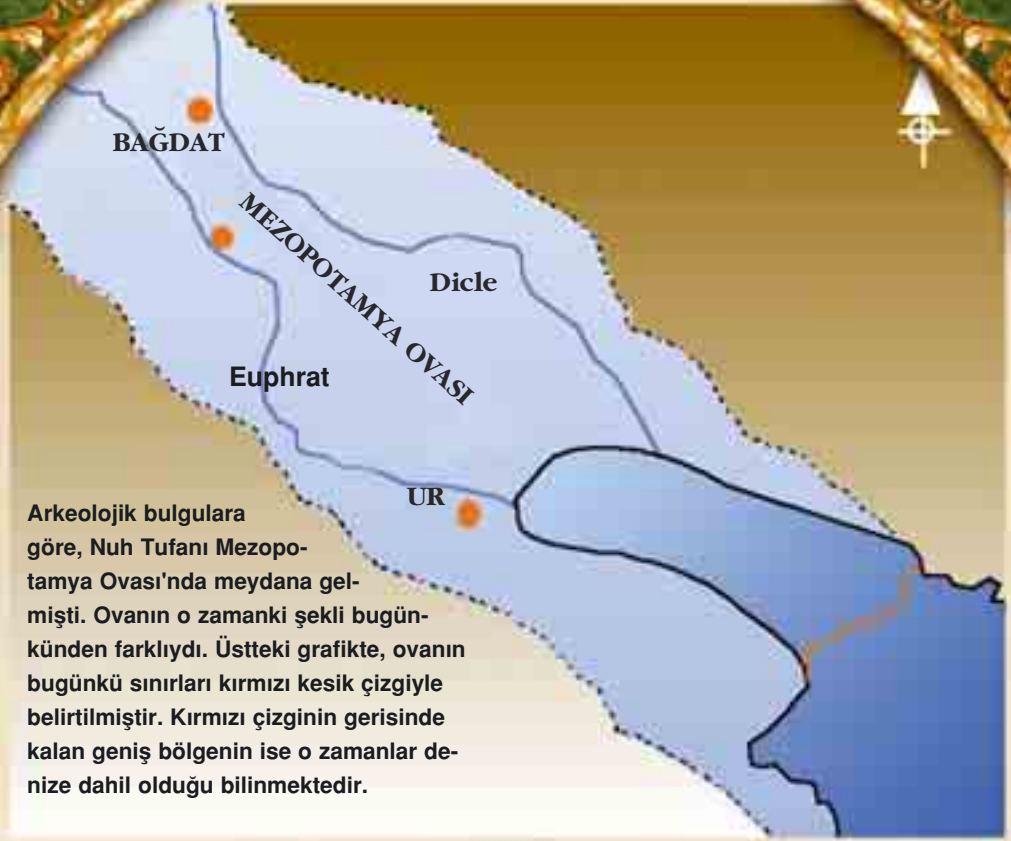 BAĞDAT
MEZOPOTAMYA OVASI
Dicle
Euphrat
UR
Arkeolojik bulgulara
göre, Nuh Tufanı Mezopo-
tamya Ovası'nda meydana gel-
mişti. Ovanın o zamanki şekli bugün-
künden farklıydı. Üstteki grafikte, ovanın
bugünkü sınırları kırmızı kesik çizgiyle
belirtilmiştir. Kırmızı çizginin gerisinde
kalan geniş bölgenin ise o zamanlar de-
nize dahil olduğu bilinmektedir.